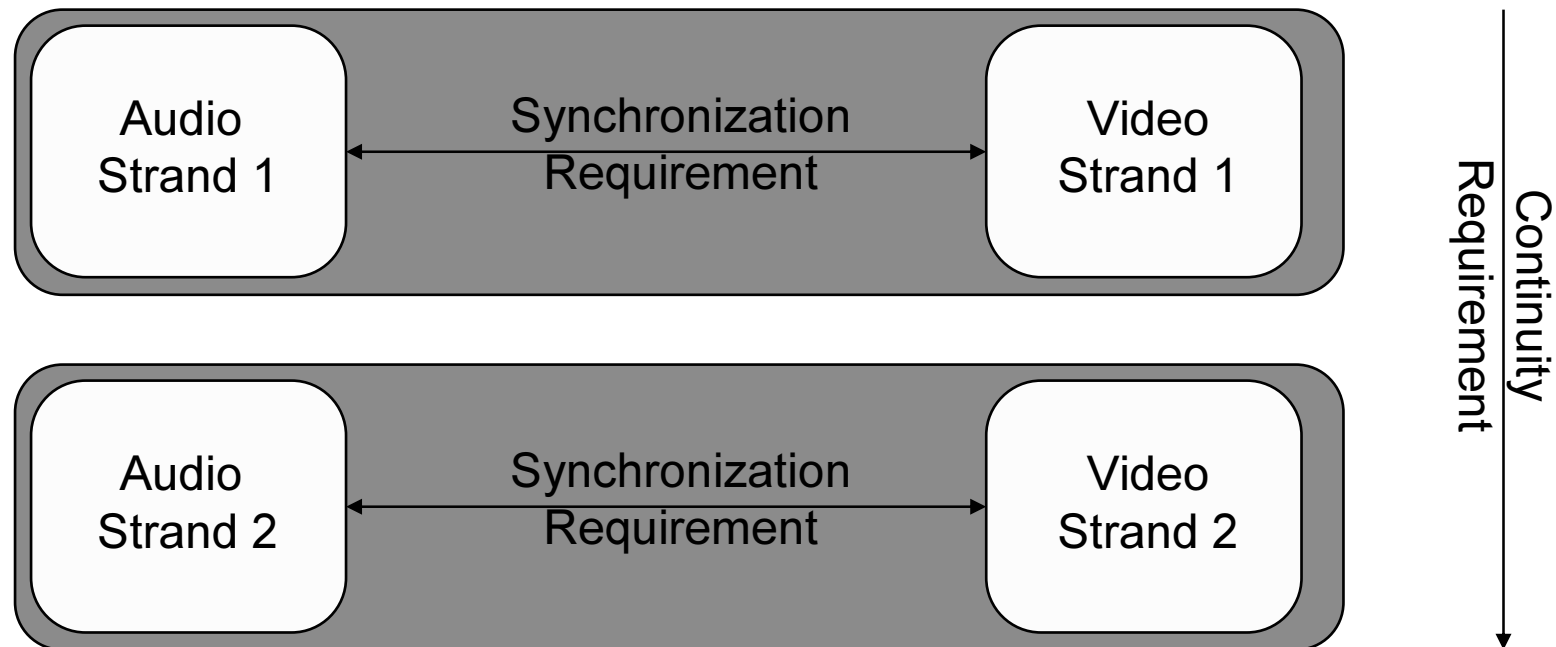 Audio
Strand 1
Synchronization
Requirement
Video
Strand 1
Audio
Strand 2
Synchronization
Requirement
Video
Strand 2
Continuity
Requirement